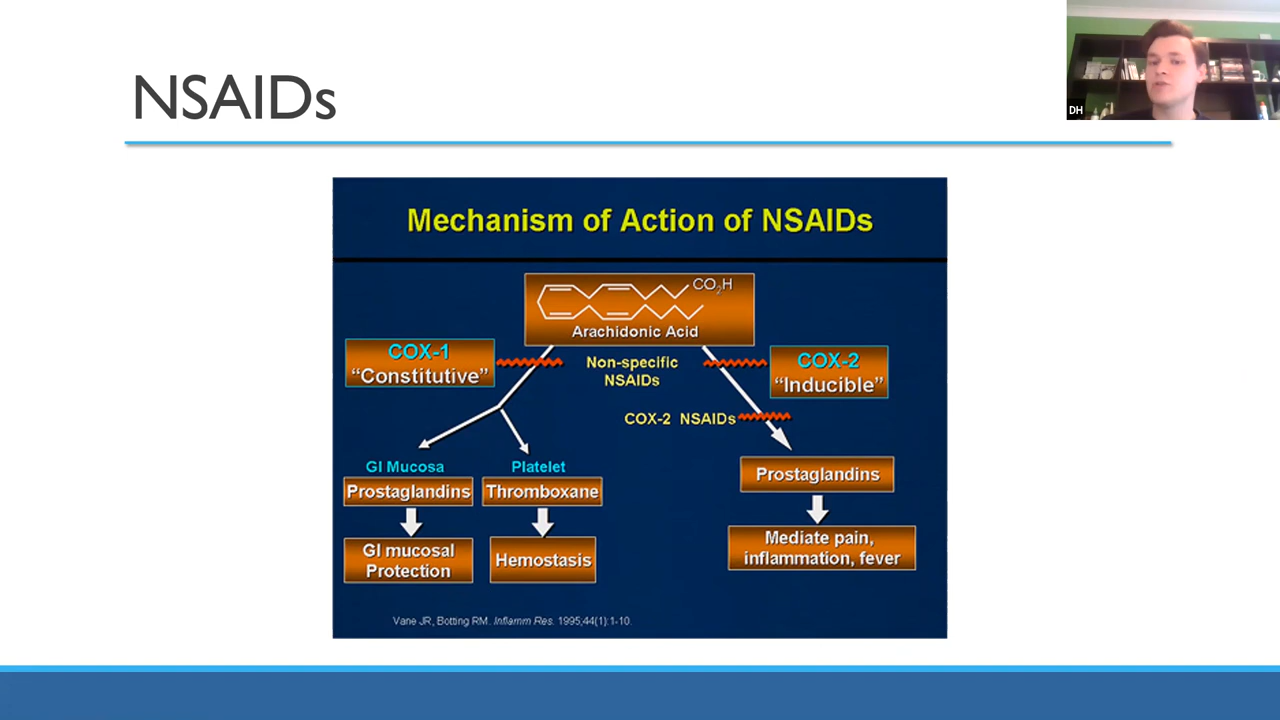 NSAIDs
DH
Mechanism of Action of NSAIDs
CO2H
Arachidonic Acid
COX-1
“Constitutive”
Non-specific
NSAIDs
COX-2
“Inducible”
COX-2 NSAIDs
GI Mucosa
Prostaglandins
Platelet
Thromboxane
Prostaglandins
GI mucosal
Protection
Hemostasis
Mediate pain,
inflammation, fever
Vane JR, Botting RM. Inflamm Res. 1995;44(1):1-10.